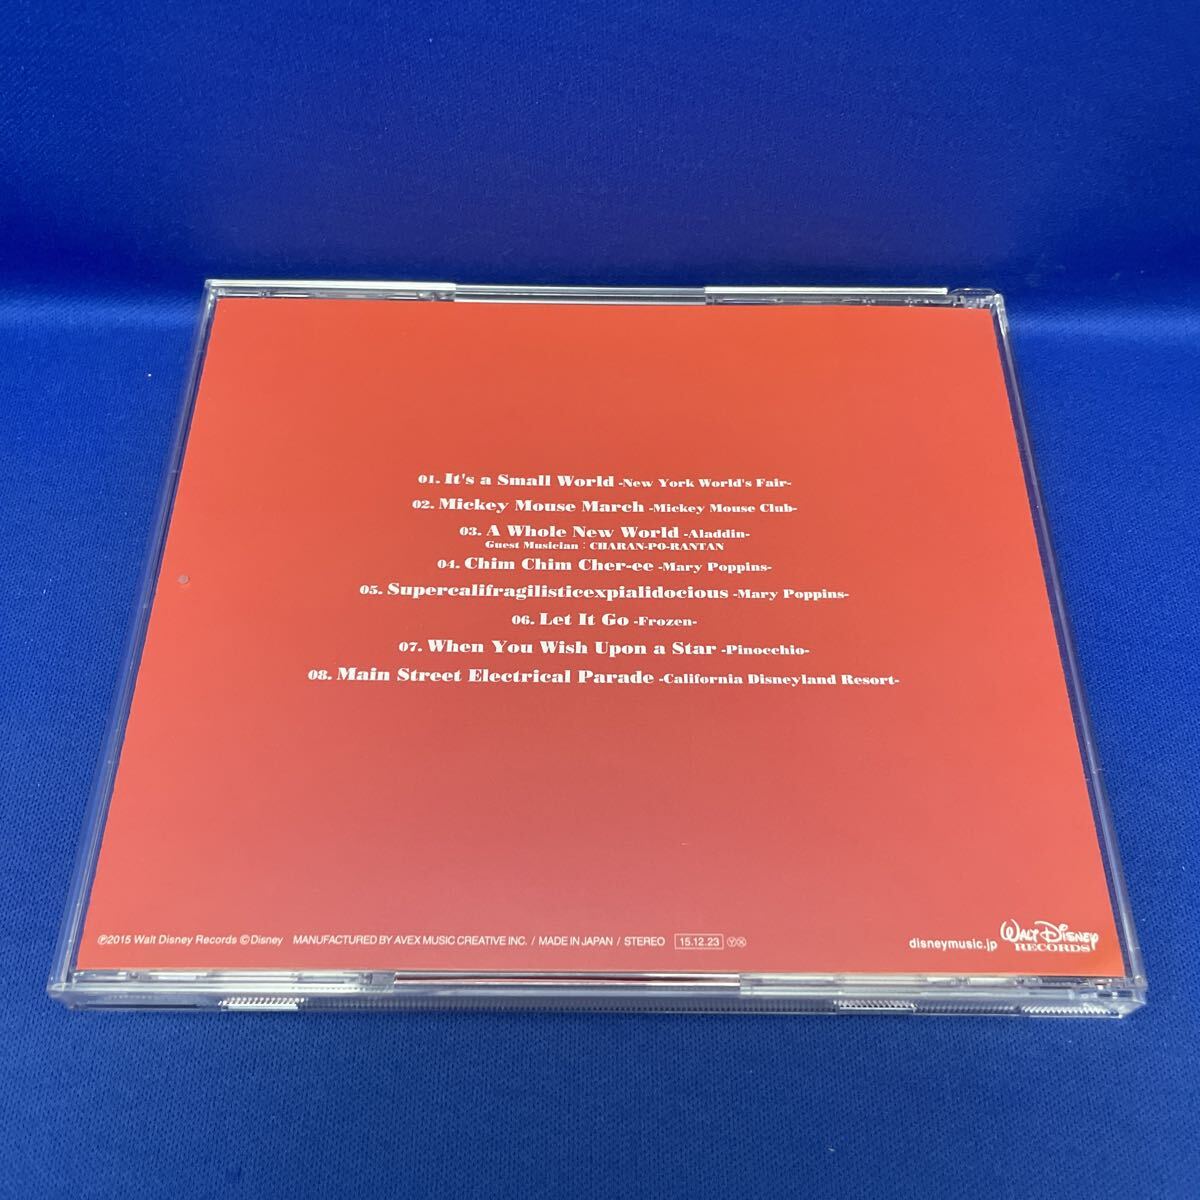 01. It's a Small World -New York World's Fair-
02. Mickey Mouse March -Mickey Mouse Club-
03. A Whole New World -Aladdin-
Guest Musician : CHARAN-PO-RANTAN
04. Chim Chim Cher-ee -Mary Poppins-
05. Supercalifragilisticexpialidocious -Mary Poppins-
06. Let It Go -Frozen-
07. When You Wish Upon a Star -Pinocchio-
08. Main Street Electrical Parade -California Disneyland Resort-
℗2015 Walt Disney Records ©Disney MANUFACTURED BY AVEX MUSIC CREATIVE INC. / MADE IN JAPAN / STEREO 15.12.23 Ⓨ Ⓧ
disneymusic.jp
WALT DISNEY
RECORDS